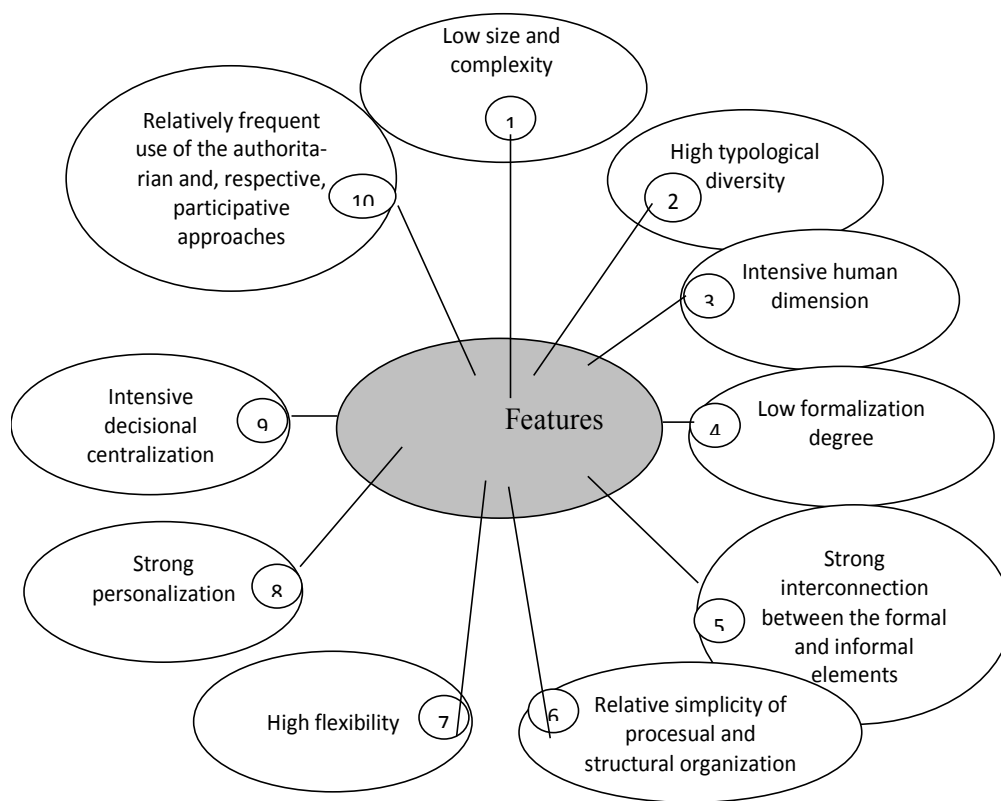 Low size and
complexity
1
High typological
diversity
2
Intensive human
dimension
3
Low formalization
degree
4
Strong
interconnection
between the formal
and informal
elements
5
Relative simplicity of
procesual and
structural organization
6
High flexibility
7
Strong
personalization
8
Intensive
decisional
centralization
9
Relatively frequent
use of the authorita-
rian and, respective,
participative
approaches
10
Features